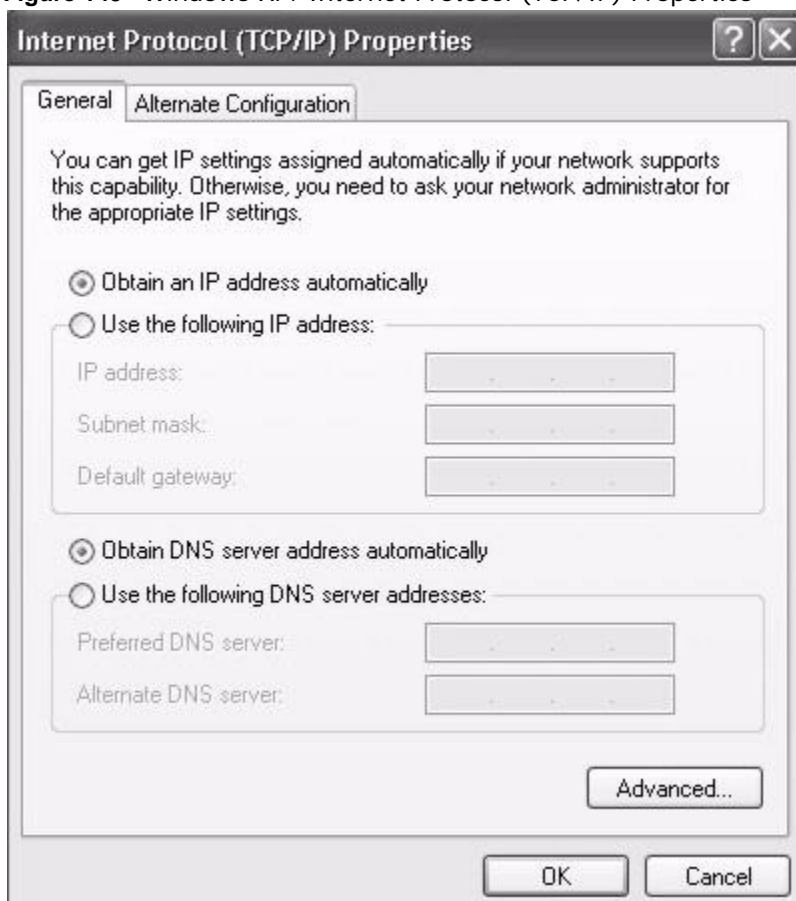 Internet Protocol (TCP/IP) Properties
General
Alternate Configuration
You can get IP settings assigned automatically if your network supports
this capability. Otherwise, you need to ask your network administrator for
the appropriate IP settings.
Obtain an IP address automatically
Use the following IP address:
IP address:
Subnet mask:
Default gateway:
Obtain DNS server address automatically
Use the following DNS server addresses:
Preferred DNS server:
Alternate DNS server:
Advanced...
OK
Cancel